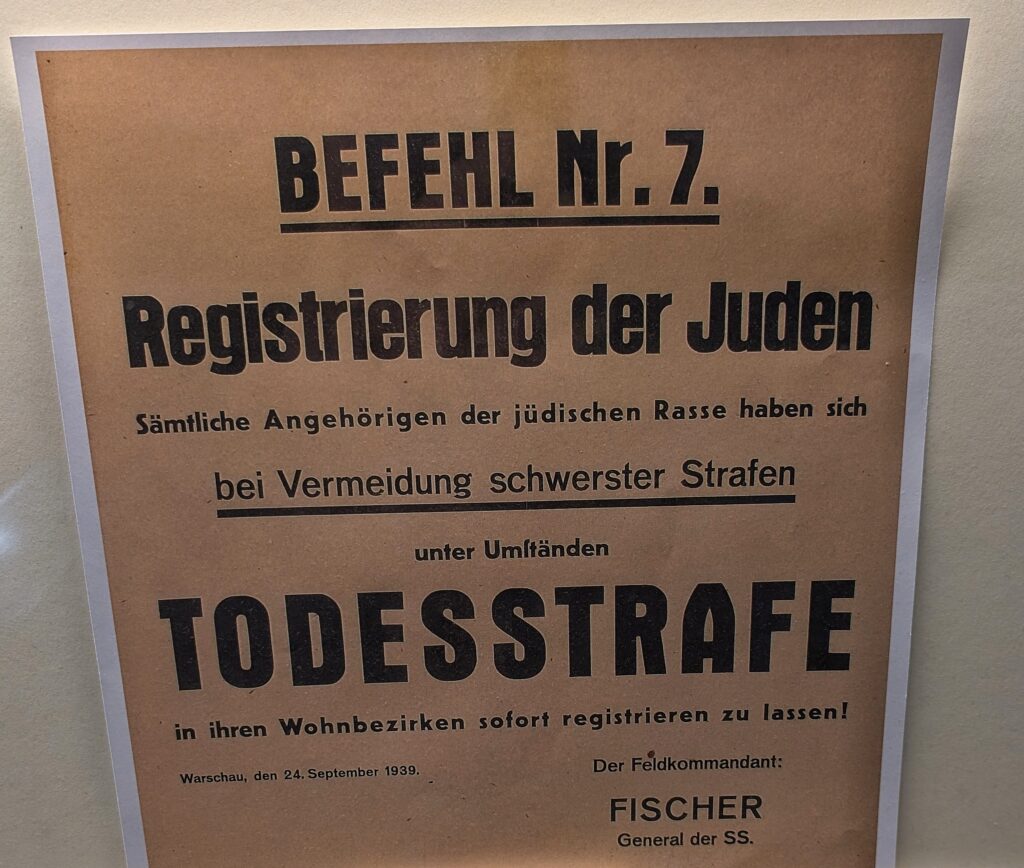 BEFEHL Nr. 7.
Registrierung der Juden
Sämtliche Angehörigen der jüdischen Rasse haben sich
bei Vermeidung schwerster Strafen
unter Umſtänden
TODESSTRAFE
in ihren Wohnbezirken sofort registrieren zu lassen!
Warschau, den 24. September 1939.
Der Feldkommandant:
FISCHER
General der SS.